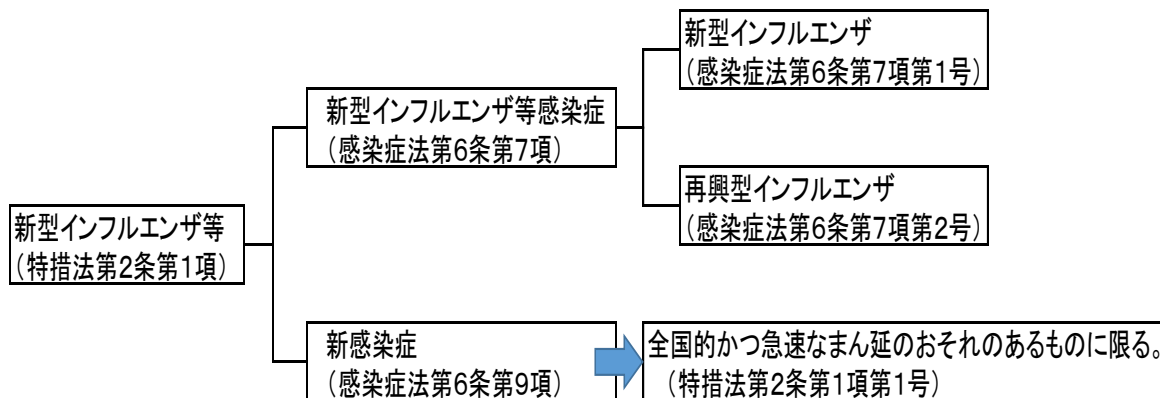 新型インフルエンザ
（感染症法第6条第7項第1号）
新型インフルエンザ等感染症
（感染症法第6条第7項）
再興型インフルエンザ
（感染症法第6条第7項第2号）
新型インフルエンザ等
（特措法第2条第1項）
新感染症
（感染症法第6条第9項）
全国的かつ急速なまん延のおそれのあるものに限る。
（特措法第2条第1項第1号）